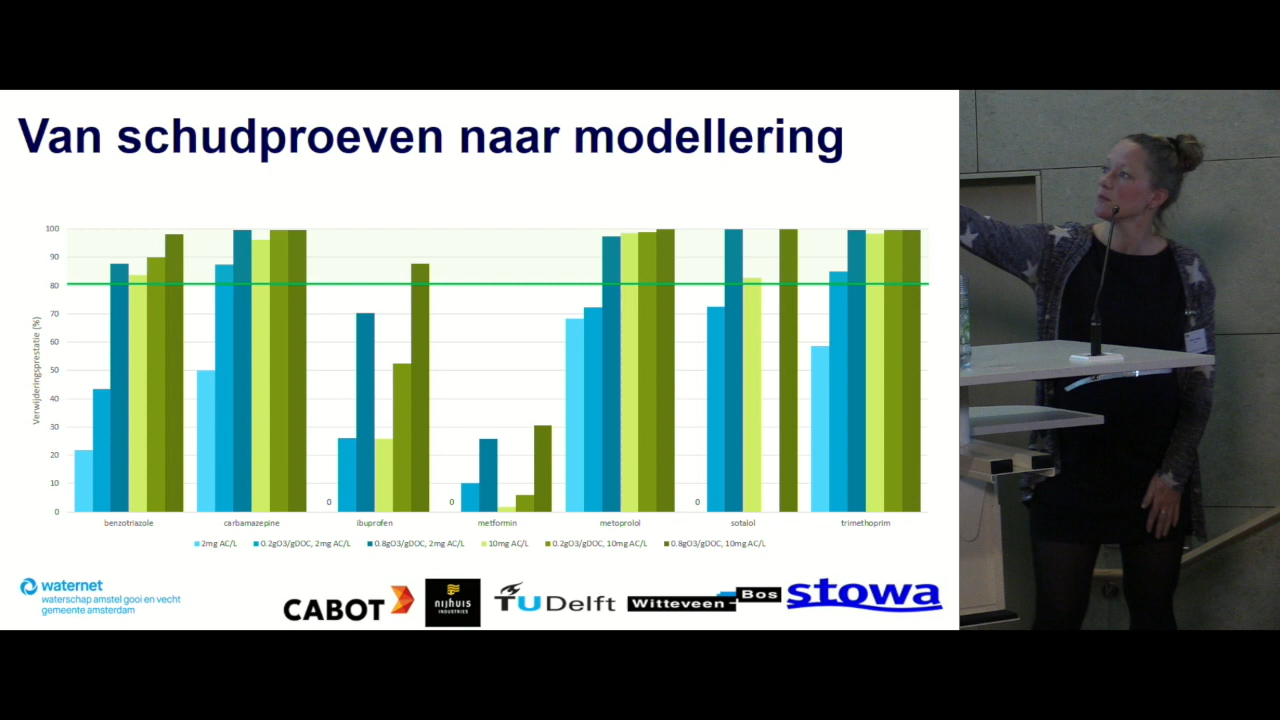 Van schudproeven naar modellering
Verwijderingsprestatie (%)
100
90
80
70
60
50
40
30
20
10
0
0
0
0
benzotriazole carbamazepine ibuprofen metformin metoprolol sotalol trimethoprim
2mg AC/L 0.2gO3/gDOC, 2mg AC/L 0.8gO3/gDOC, 2mg AC/L 10mg AC/L 0.2gO3/gDOC, 10mg AC/L 0.8gO3/gDOC, 10mg AC/L
waternet
waterschap amstel gooi en vecht
gemeente amsterdam
CABOT
nijhuis
INDUSTRIES
TUDelft
Witteveen+
Bos
stowa